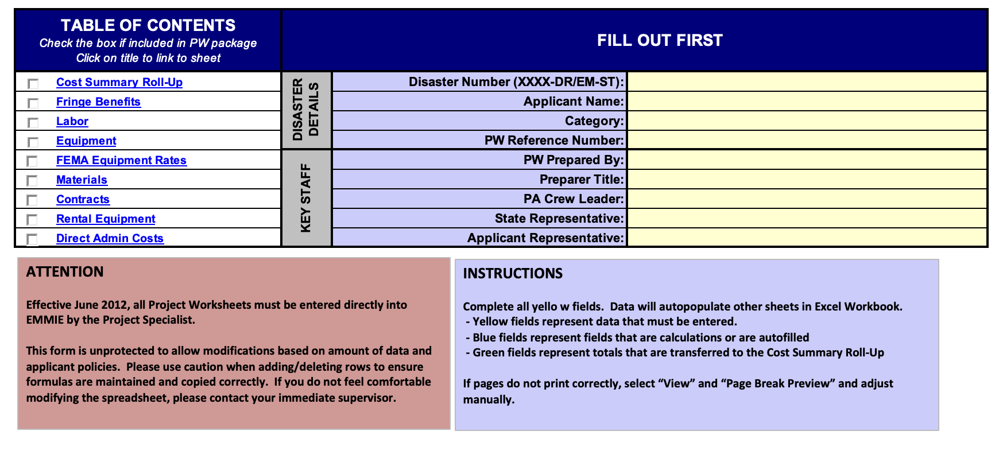 TABLE OF CONTENTS
Check the box if included in PW package
Click on title to link to sheet
FILL OUT FIRST
Cost Summary Roll-Up
Fringe Benefits
Labor
Equipment
FEMA Equipment Rates
Materials
Contracts
Rental Equipment
Direct Admin Costs
DISASTER
DETAILS
Disaster Number (XXXX-DR/EM-ST):
Applicant Name:
Category:
PW Reference Number:
KEY STAFF
PW Prepared By:
Preparer Title:
PA Crew Leader:
State Representative:
Applicant Representative:
ATTENTION
Effective June 2012, all Project Worksheets must be entered directly into
EMMIE by the Project Specialist.
This form is unprotected to allow modifications based on amount of data and
applicant policies.  Please use caution when adding/deleting rows to ensure
formulas are maintained and copied correctly.  If you do not feel comfortable
modifying the spreadsheet, please contact your immediate supervisor.
INSTRUCTIONS
Complete all yello w fields.  Data will autopopulate other sheets in Excel Workbook.
- Yellow fields represent data that must be entered.
- Blue fields represent fields that are calculations or are autofilled
- Green fields represent totals that are transferred to the Cost Summary Roll-Up
If pages do not print correctly, select “View” and “Page Break Preview” and adjust
manually.